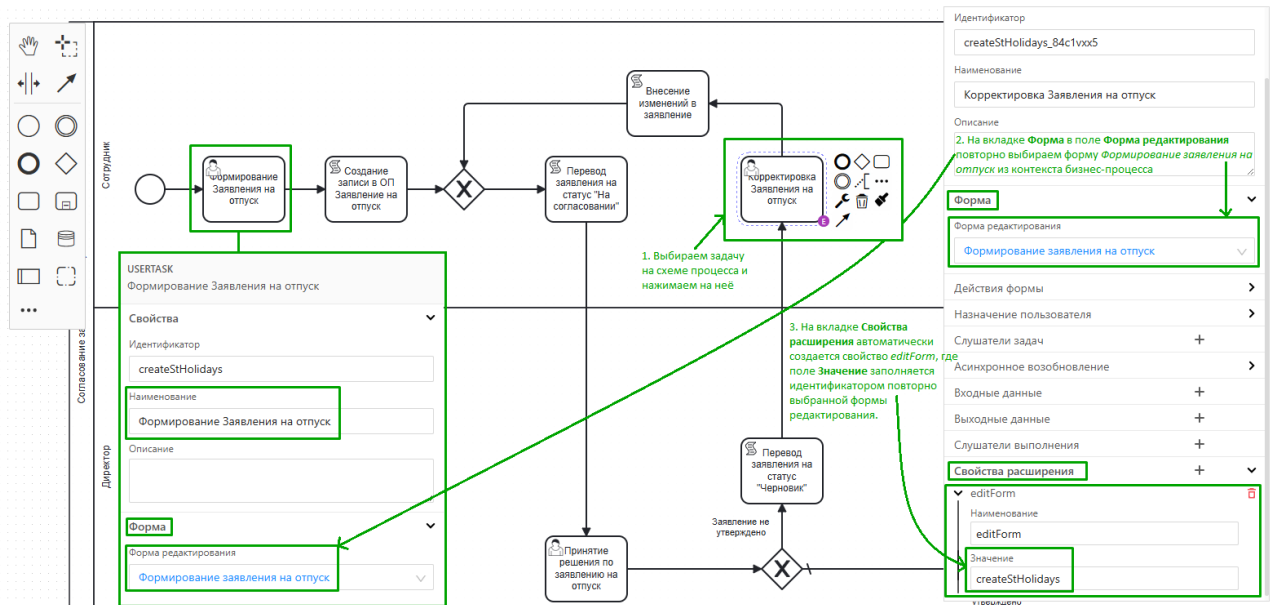 Сотрудник
Согласование за
Директор
Формирование
Заявления на
отпуск
Создание
записи в ОП
Заявление на
отпуск
X
Перевод
заявления на
статус "На
согласовании"
Внесение
изменений в
заявление
Корректировка
Заявления на
отпуск
E
1. Выбираем задачу
на схеме процесса и
нажимаем на неё
USERTASK
Формирование Заявления на отпуск
Свойства
Идентификатор
createStHolidays
Наименование
Формирование Заявления на отпуск
Описание
Форма
Форма редактирования
Формирование заявления на отпуск
3. На вкладке Свойства
расширения автоматически
создается свойство editForm, где
поле Значение заполняется
идентификатором повторно
выбранной формы
редактирования.
Перевод
заявления на
статус
"Черновик"
Заявление не
утверждено
Принятие
решения по
заявлению на
отпуск
X
Идентификатор
createStHolidays_84c1vxx5
Наименование
Корректировка Заявления на отпуск
Описание
2. На вкладке Форма в поле Форма редактирования
повторно выбираем форму Формирование заявления на
отпуск из контекста бизнес-процесса
Форма
Форма редактирования
Формирование заявления на отпуск
Действия формы
Назначение пользователя
Слушатели задач
Асинхронное возобновление
Входные данные
Выходные данные
Слушатели выполнения
Свойства расширения
editForm
Наименование
editForm
Значение
createStHolidays
утверждено